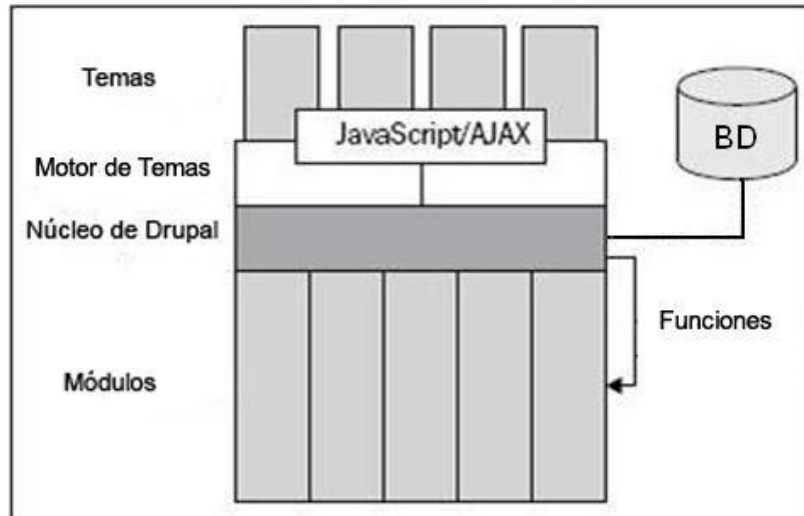 Temas
JavaScript/AJAX
BD
Motor de Temas
Núcleo de Drupal
Funciones
Módulos